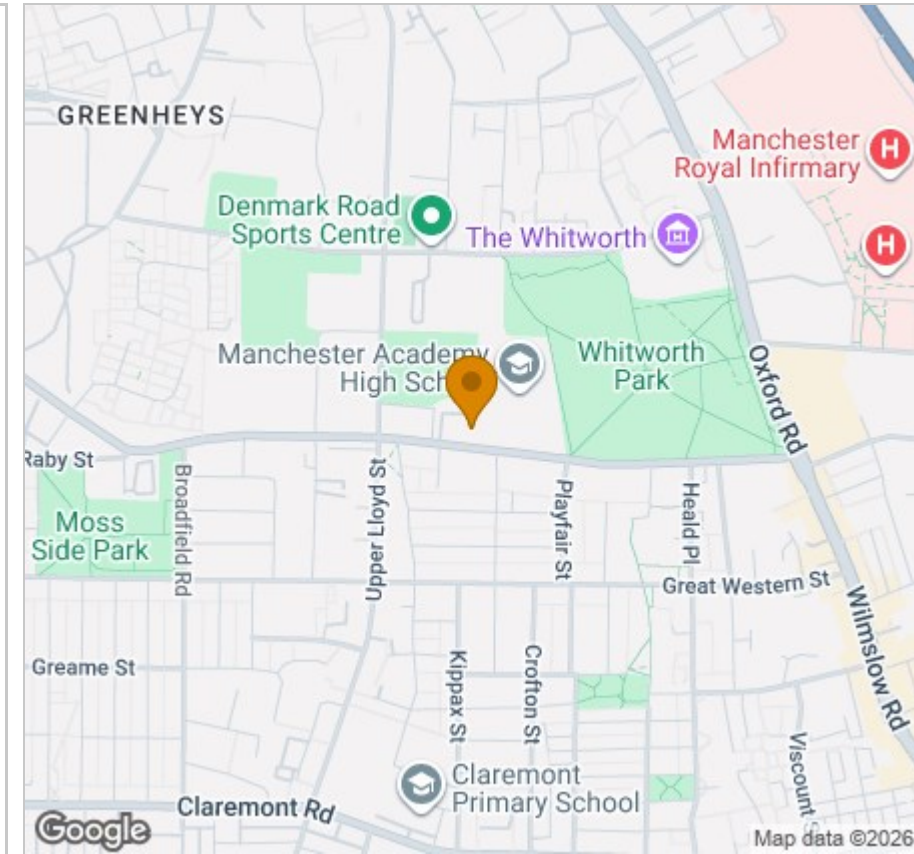 GREENHEYS
Manchester
Royal Infirmary
H
Denmark Road
Sports Centre
The Whitworth
H
Manchester Academy
High
Whitworth
Park
Oxford Rd
Raby St
Moss
Side Park
Broadfield Rd
Upper Lloyd St
Playfair St
Heald Pl
Great Western St
Wilmslow Rd
Greame St
Kippax St
Crofton St
Viscount
Claremont
Primary School
Claremont Rd
Google
Map data ©2026